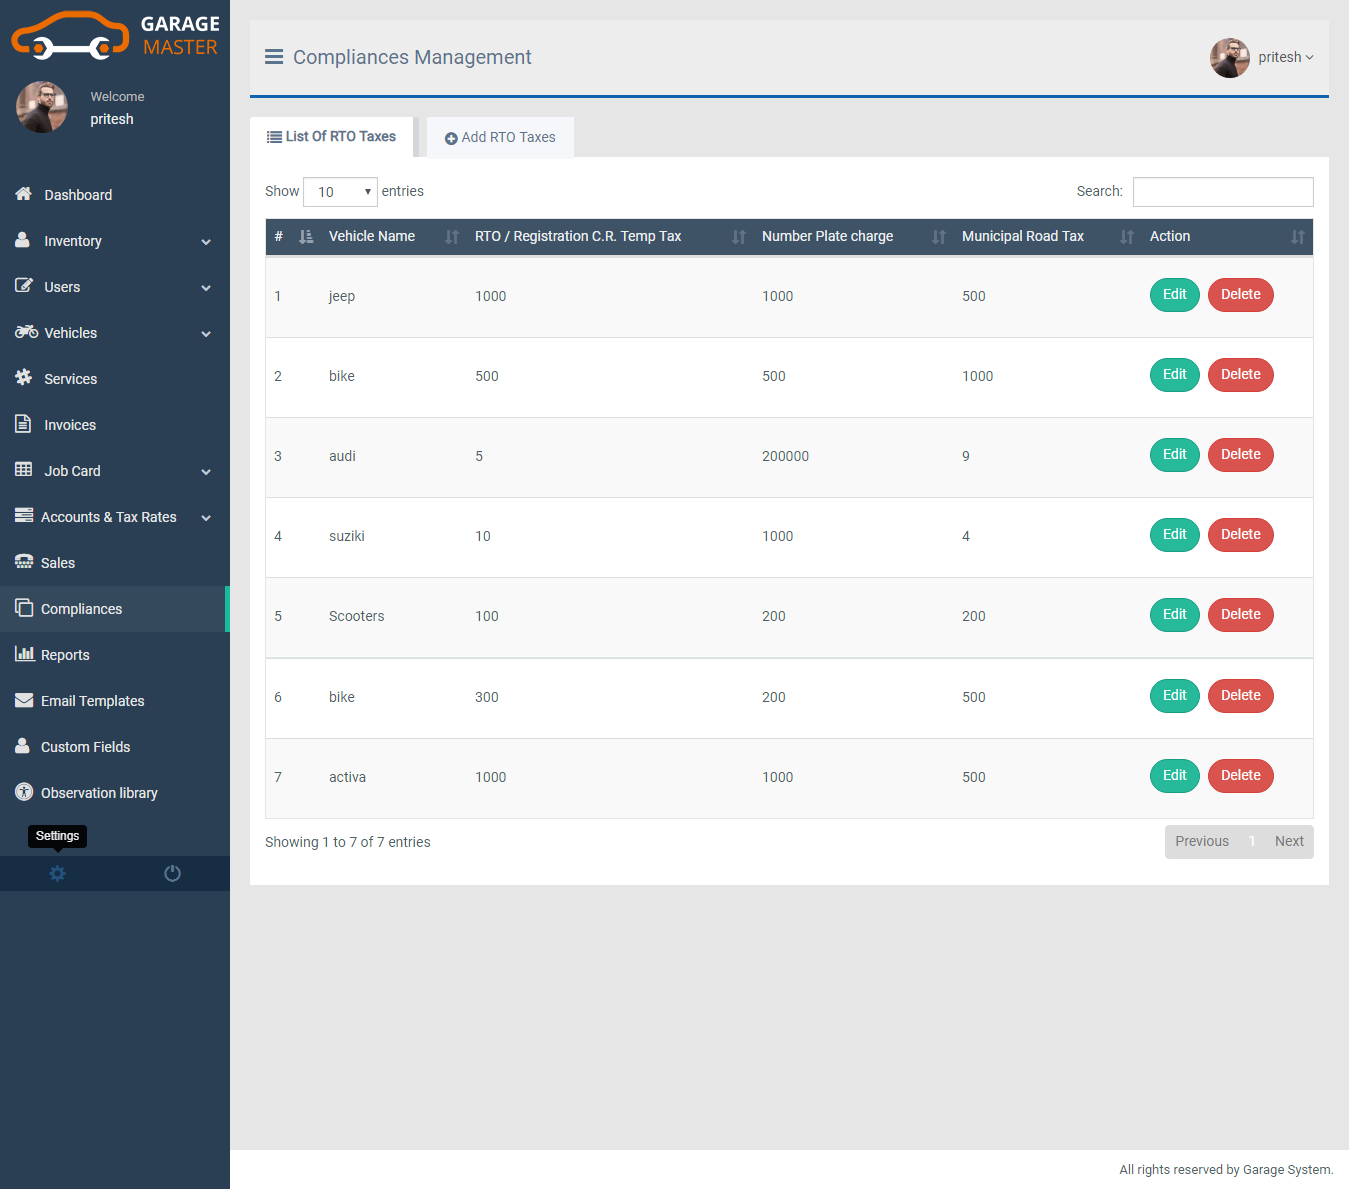 GARAGE
MASTER
Welcome
pritesh
Dashboard
Inventory
Users
Vehicles
Services
Invoices
Job Card
Accounts & Tax Rates
Sales
Compliances
Reports
Email Templates
Custom Fields
Observation library
Settings
Compliances Management
pritesh
List Of RTO Taxes Add RTO Taxes
Show 10 entries Search:
# Vehicle Name RTO / Registration C.R. Temp Tax Number Plate charge Municipal Road Tax Action
1 jeep 1000 1000 500 Edit Delete
2 bike 500 500 1000 Edit Delete
3 audi 5 200000 9 Edit Delete
4 suziki 10 1000 4 Edit Delete
5 Scooters 100 200 200 Edit Delete
6 bike 300 200 500 Edit Delete
7 activa 1000 1000 500 Edit Delete
Showing 1 to 7 of 7 entries Previous 1 Next
All rights reserved by Garage System.